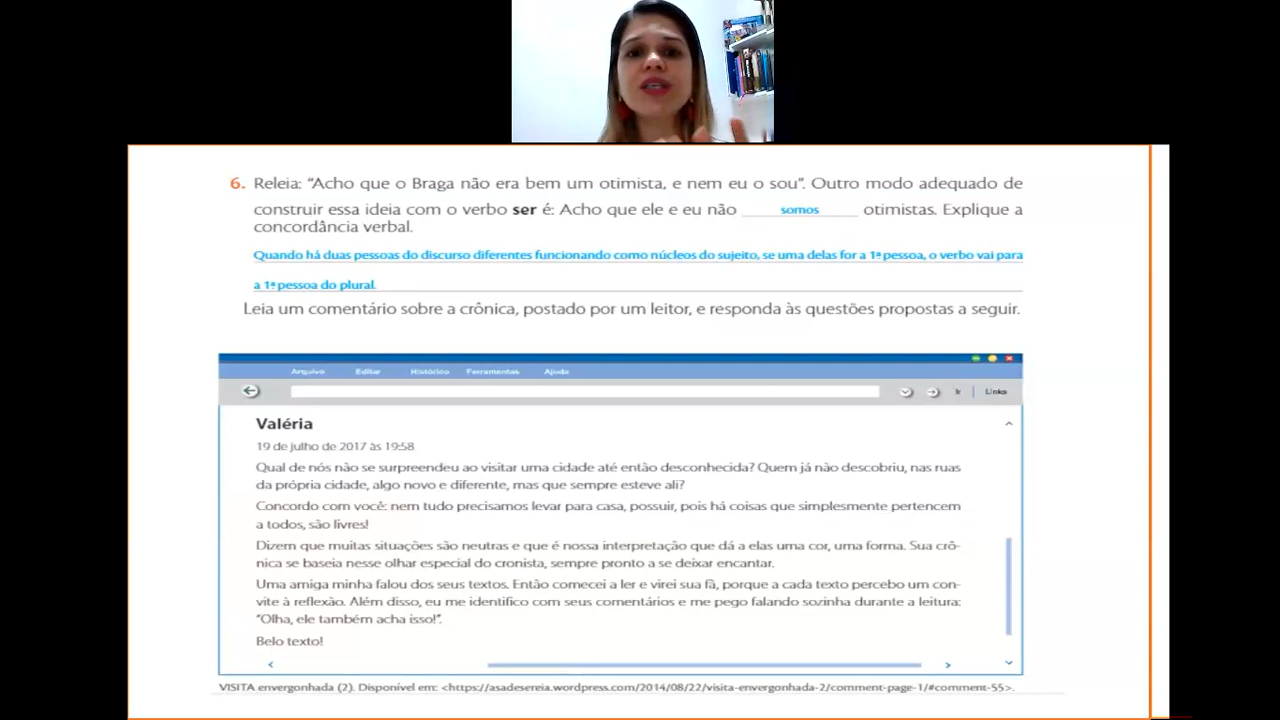 6. Releia: “Acho que o Braga não era bem um otimista, e nem eu o sou”. Outro modo adequado de
construir essa ideia com o verbo ser é: Acho que ele e eu não somos otimistas. Explique a
concordância verbal.
Quando há duas pessoas do discurso diferentes funcionando como núcleos do sujeito, se uma delas for a 1ª pessoa, o verbo vai para
a 1ª pessoa do plural.
Leia um comentário sobre a crônica, postado por um leitor, e responda às questões propostas a seguir.
Arquivo Editar Histórico Ferramentas Ajuda
Ir Links
Valéria
19 de julho de 2017 às 19:58
Qual de nós não se surpreendeu ao visitar uma cidade até então desconhecida? Quem já não descobriu, nas ruas
da própria cidade, algo novo e diferente, mas que sempre esteve ali?
Concordo com você: nem tudo precisamos levar para casa, possuir, pois há coisas que simplesmente pertencem
a todos, são livres!
Dizem que muitas situações são neutras e que é nossa interpretação que dá a elas uma cor, uma forma. Sua crô-
nica se baseia nesse olhar especial do cronista, sempre pronto a se deixar encantar.
Uma amiga minha falou dos seus textos. Então comecei a ler e virei sua fã, porque a cada texto percebo um con-
vite à reflexão. Além disso, eu me identifico com seus comentários e me pego falando sozinha durante a leitura:
“Olha, ele também acha isso!”.
Belo texto!
VISITA envergonhada (2). Disponível em: <https://asadesereia.wordpress.com/2014/08/22/visita-envergonhada-2/comment-page-1/#comment-55>.